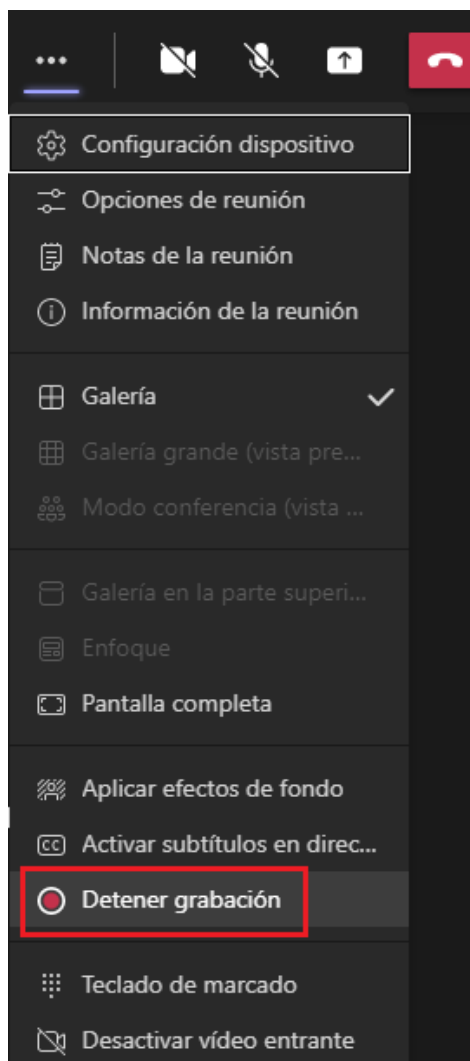 Configuración dispositivo
Opciones de reunión
Notas de la reunión
Información de la reunión
Galería
Galería grande (vista pre...
Modo conferencia (vista ...
Galería en la parte superi...
Enfoque
Pantalla completa
Aplicar efectos de fondo
CC Activar subtítulos en direc...
Detener grabación
Teclado de marcado
Desactivar vídeo entrante